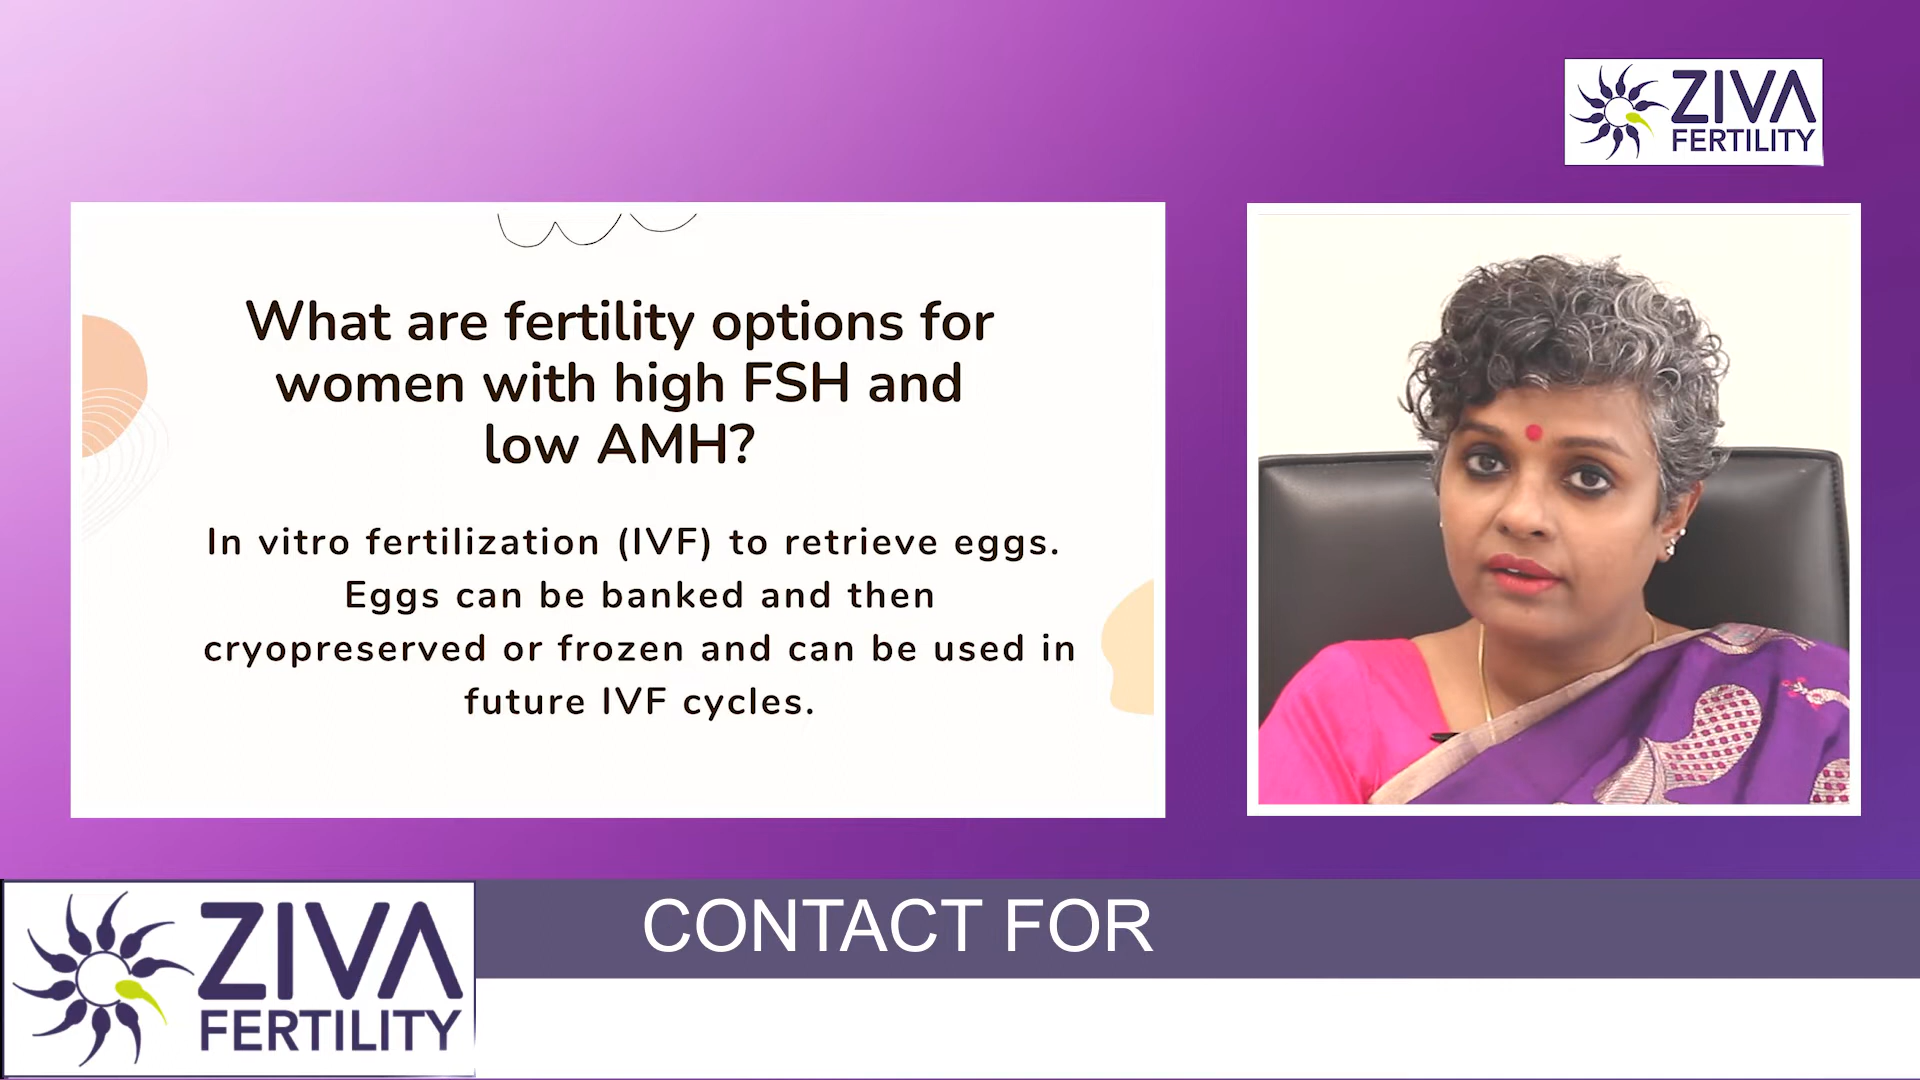 ZIVA
FERTILITY
What are fertility options for
women with high FSH and
low AMH?
In vitro fertilization (IVF) to retrieve eggs.
Eggs can be banked and then
cryopreserved or frozen and can be used in
future IVF cycles.
ZIVA
FERTILITY
CONTACT FOR